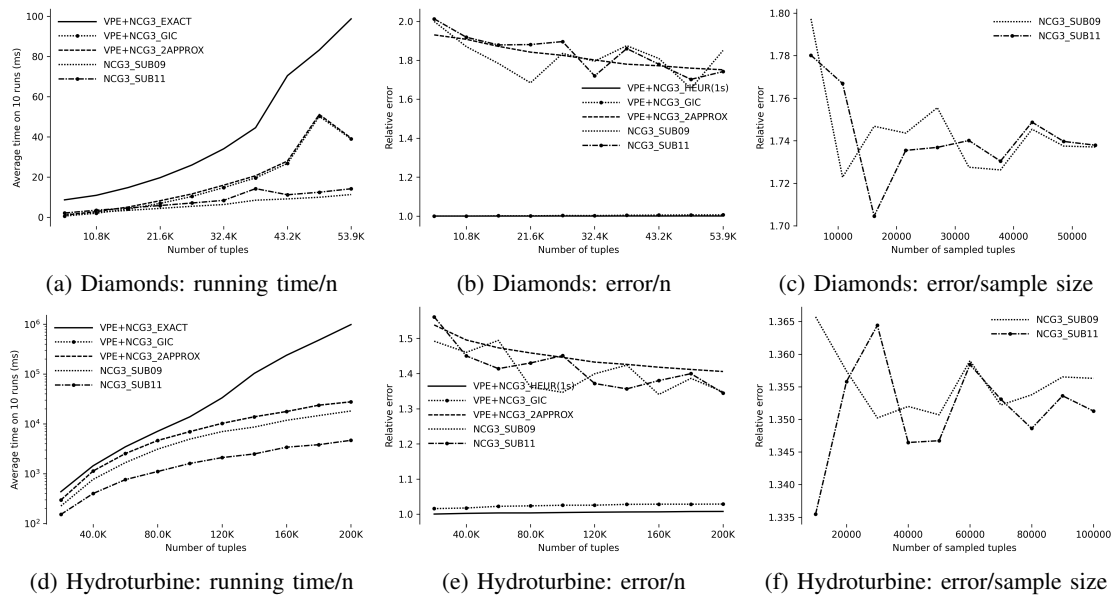 100
80
60
40
20
0
Average time on 10 runs (ms)
VPE+NCG3_EXACT
VPE+NCG3_GIC
VPE+NCG3_2APPROX
NCG3_SUB09
NCG3_SUB11
10.8K 21.6K 32.4K 43.2K 53.9K
Number of tuples
(a) Diamonds: running time/n
2.0
1.8
1.6
1.4
1.2
1.0
Relative error
VPE+NCG3_HEUR(1s)
VPE+NCG3_GIC
VPE+NCG3_2APPROX
NCG3_SUB09
NCG3_SUB11
10.8K 21.6K 32.4K 43.2K 53.9K
Number of tuples
(b) Diamonds: error/n
1.80
1.78
1.76
1.74
1.72
1.70
Relative error
NCG3_SUB09
NCG3_SUB11
10000 20000 30000 40000 50000
Number of sampled tuples
(c) Diamonds: error/sample size
10⁶
10⁵
10⁴
10³
10²
Average time on 10 runs (ms)
VPE+NCG3_EXACT
VPE+NCG3_GIC
VPE+NCG3_2APPROX
NCG3_SUB09
NCG3_SUB11
40.0K 80.0K 120K 160K 200K
Number of tuples
(d) Hydroturbine: running time/n
1.5
1.4
1.3
1.2
1.1
1.0
Relative error
VPE+NCG3_HEUR(1s)
VPE+NCG3_GIC
VPE+NCG3_2APPROX
NCG3_SUB09
NCG3_SUB11
40.0K 80.0K 120K 160K 200K
Number of tuples
(e) Hydroturbine: error/n
1.365
1.360
1.355
1.350
1.345
1.340
1.335
Relative error
NCG3_SUB09
NCG3_SUB11
20000 40000 60000 80000 100000
Number of sampled tuples
(f) Hydroturbine: error/sample size